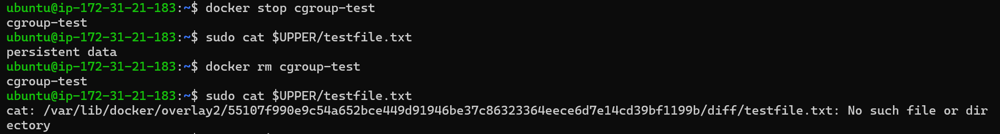 ubuntu@ip-172-31-21-183:~$ docker stop cgroup-test
cgroup-test
ubuntu@ip-172-31-21-183:~$ sudo cat $UPPER/testfile.txt
persistent data
ubuntu@ip-172-31-21-183:~$ docker rm cgroup-test
cgroup-test
ubuntu@ip-172-31-21-183:~$ sudo cat $UPPER/testfile.txt
cat: /var/lib/docker/overlay2/55107f990e9c54a652bce449d91946be37c86323364eece6d7e14cd39bf1199b/diff/testfile.txt: No such file or dir
ectory